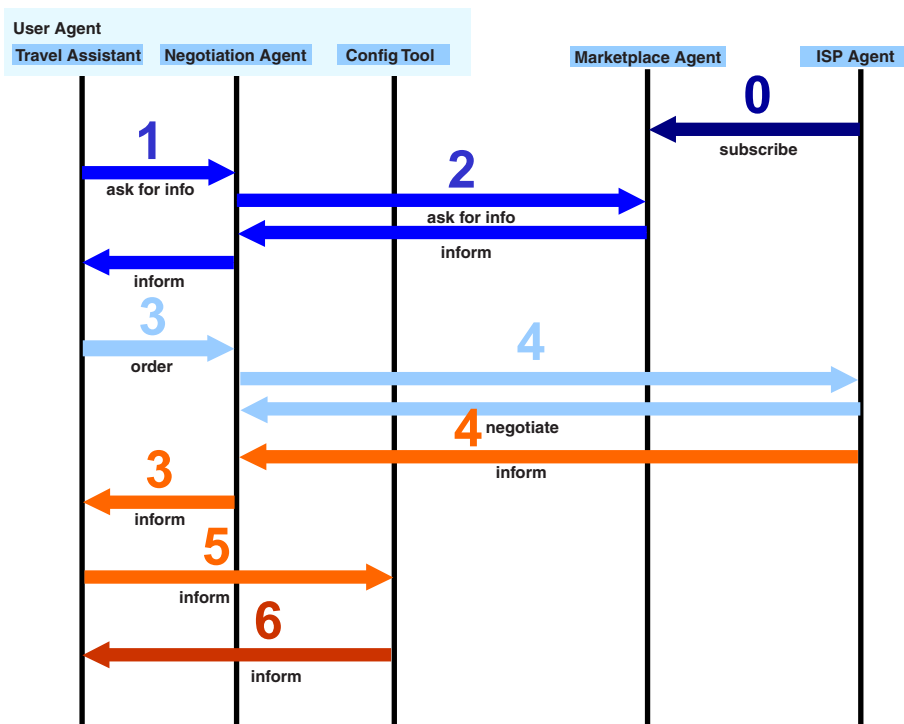 User Agent
Travel Assistant Negotiation Agent Config Tool Marketplace Agent ISP Agent
0
subscribe
1
ask for info
2
ask for info
inform
inform
3
order
4
negotiate
4
inform
3
inform
5
inform
6
inform